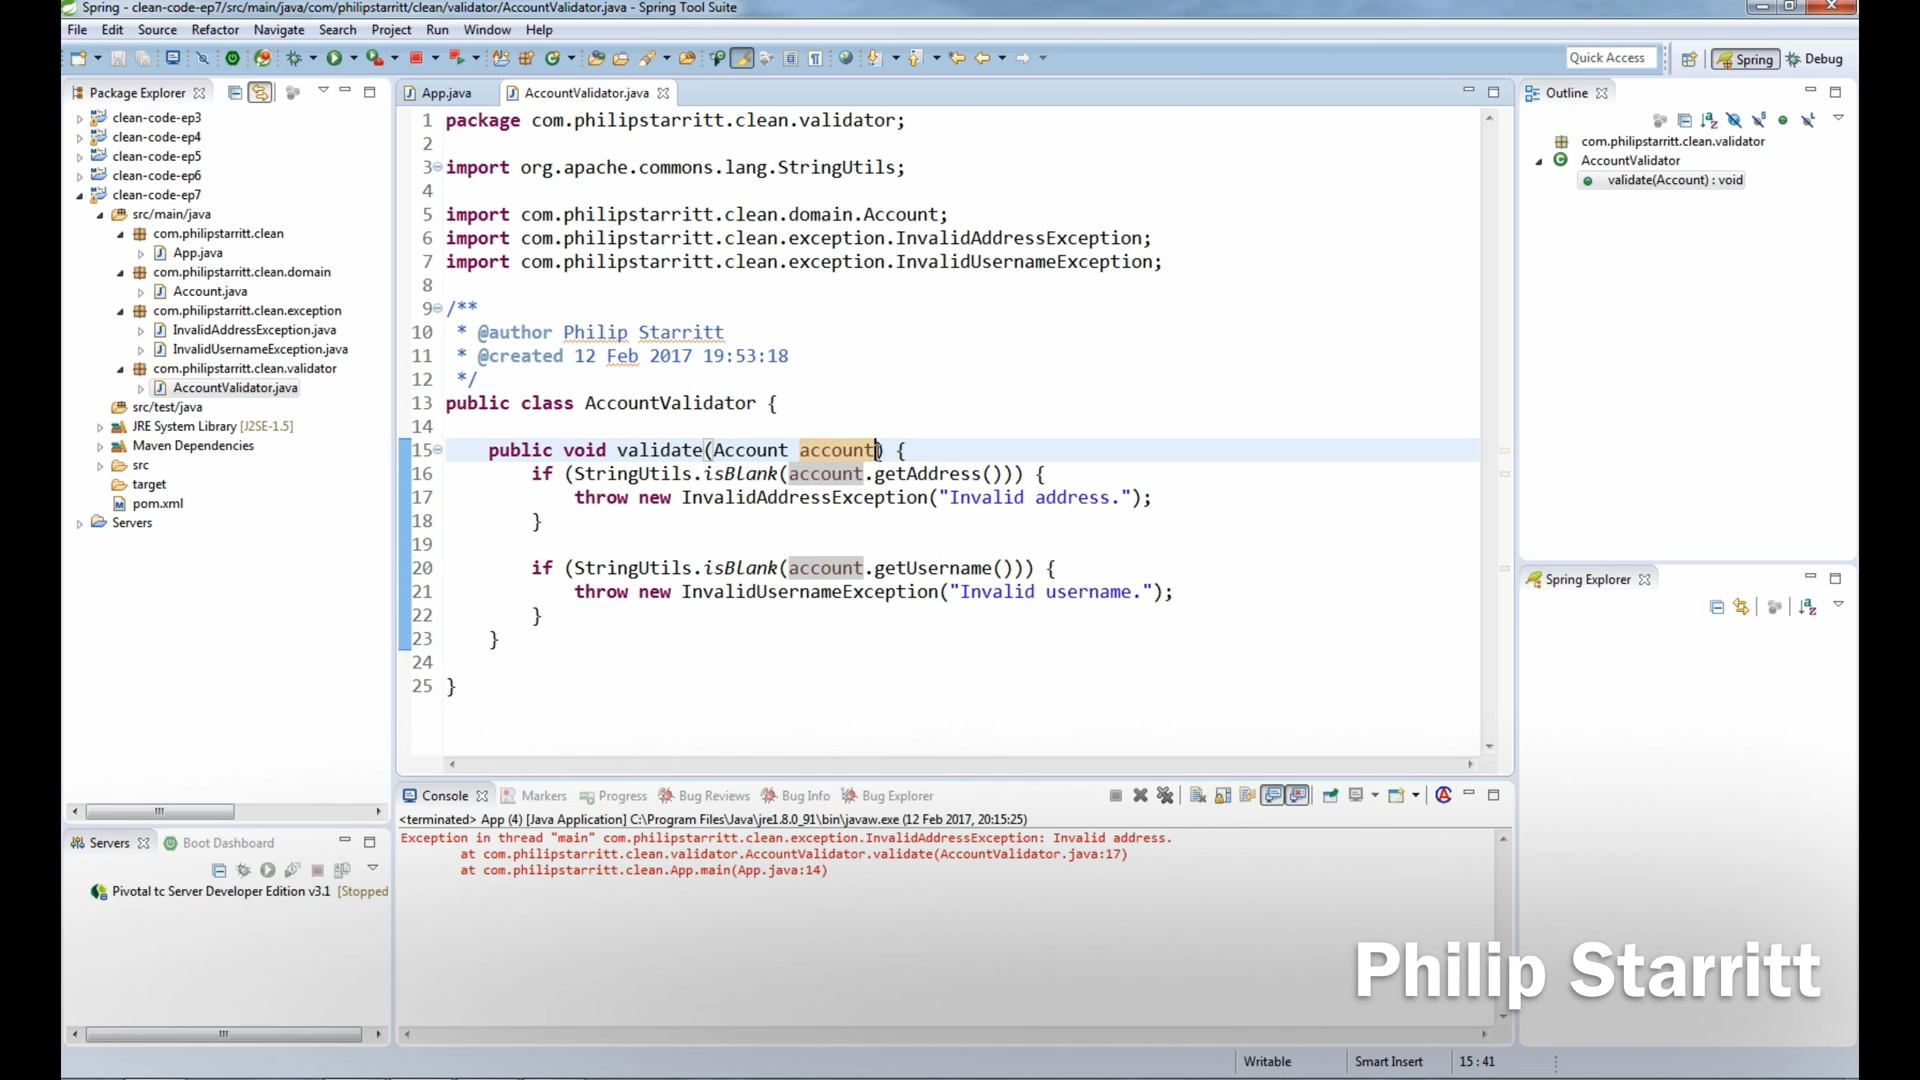 Spring - clean-code-ep7/src/main/java/com/philipstarritt/clean/validator/AccountValidator.java - Spring Tool Suite
File Edit Source Refactor Navigate Search Project Run Window Help
Quick Access
Spring
Debug
Package Explorer
clean-code-ep3
clean-code-ep4
clean-code-ep5
clean-code-ep6
clean-code-ep7
src/main/java
com.philipstarritt.clean
App.java
com.philipstarritt.clean.domain
Account.java
com.philipstarritt.clean.exception
InvalidAddressException.java
InvalidUsernameException.java
com.philipstarritt.clean.validator
AccountValidator.java
src/test/java
JRE System Library [J2SE-1.5]
Maven Dependencies
src
target
pom.xml
Servers
App.java
AccountValidator.java
1 package com.philipstarritt.clean.validator;
2
3 import org.apache.commons.lang.StringUtils;
4
5 import com.philipstarritt.clean.domain.Account;
6 import com.philipstarritt.clean.exception.InvalidAddressException;
7 import com.philipstarritt.clean.exception.InvalidUsernameException;
8
9 /**
10 * @author Philip Starritt
11 * @created 12 Feb 2017 19:53:18
12 */
13 public class AccountValidator {
14
15 public void validate(Account account) {
16 if (StringUtils.isBlank(account.getAddress())) {
17 throw new InvalidAddressException("Invalid address.");
18 }
19
20 if (StringUtils.isBlank(account.getUsername())) {
21 throw new InvalidUsernameException("Invalid username.");
22 }
23 }
24
25 }
Outline
com.philipstarritt.clean.validator
AccountValidator
validate(Account) : void
Spring Explorer
Servers
Boot Dashboard
Pivotal tc Server Developer Edition v3.1 [Stopped
Console Markers Progress Bug Reviews Bug Info Bug Explorer
<terminated> App (4) [Java Application] C:\Program Files\Java\jre1.8.0_91\bin\javaw.exe (12 Feb 2017, 20:15:25)
Exception in thread "main" com.philipstarritt.clean.exception.InvalidAddressException: Invalid address.
at com.philipstarritt.clean.validator.AccountValidator.validate(AccountValidator.java:17)
at com.philipstarritt.clean.App.main(App.java:14)
Philip Starritt
Writable
Smart Insert
15 : 41